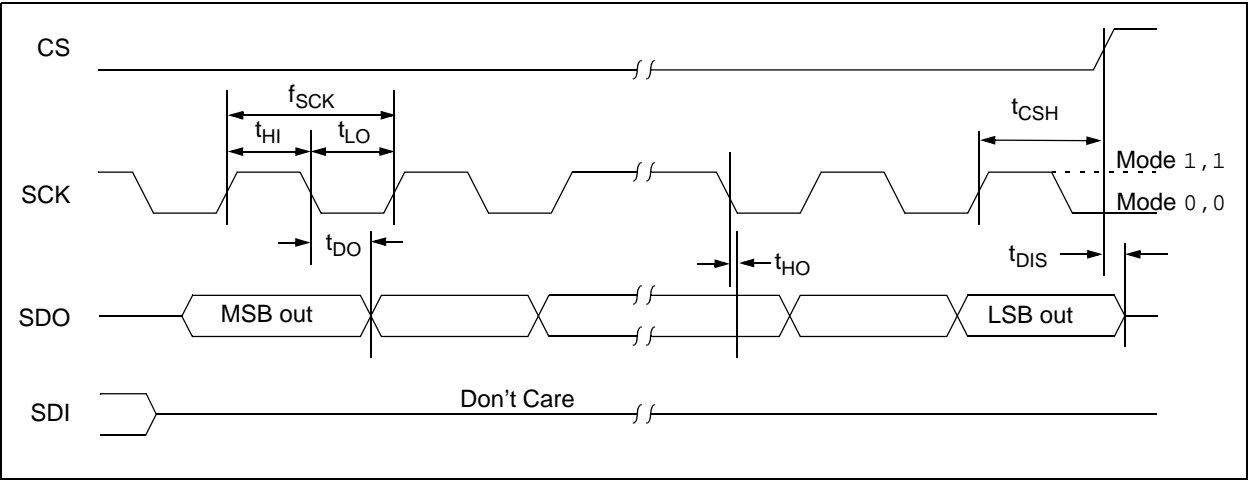 CS
fSCK
tHI
tLO
tCSH
SCK
Mode 1,1
Mode 0,0
tDO
tHO
tDIS
SDO
MSB out
LSB out
SDI
Don't Care